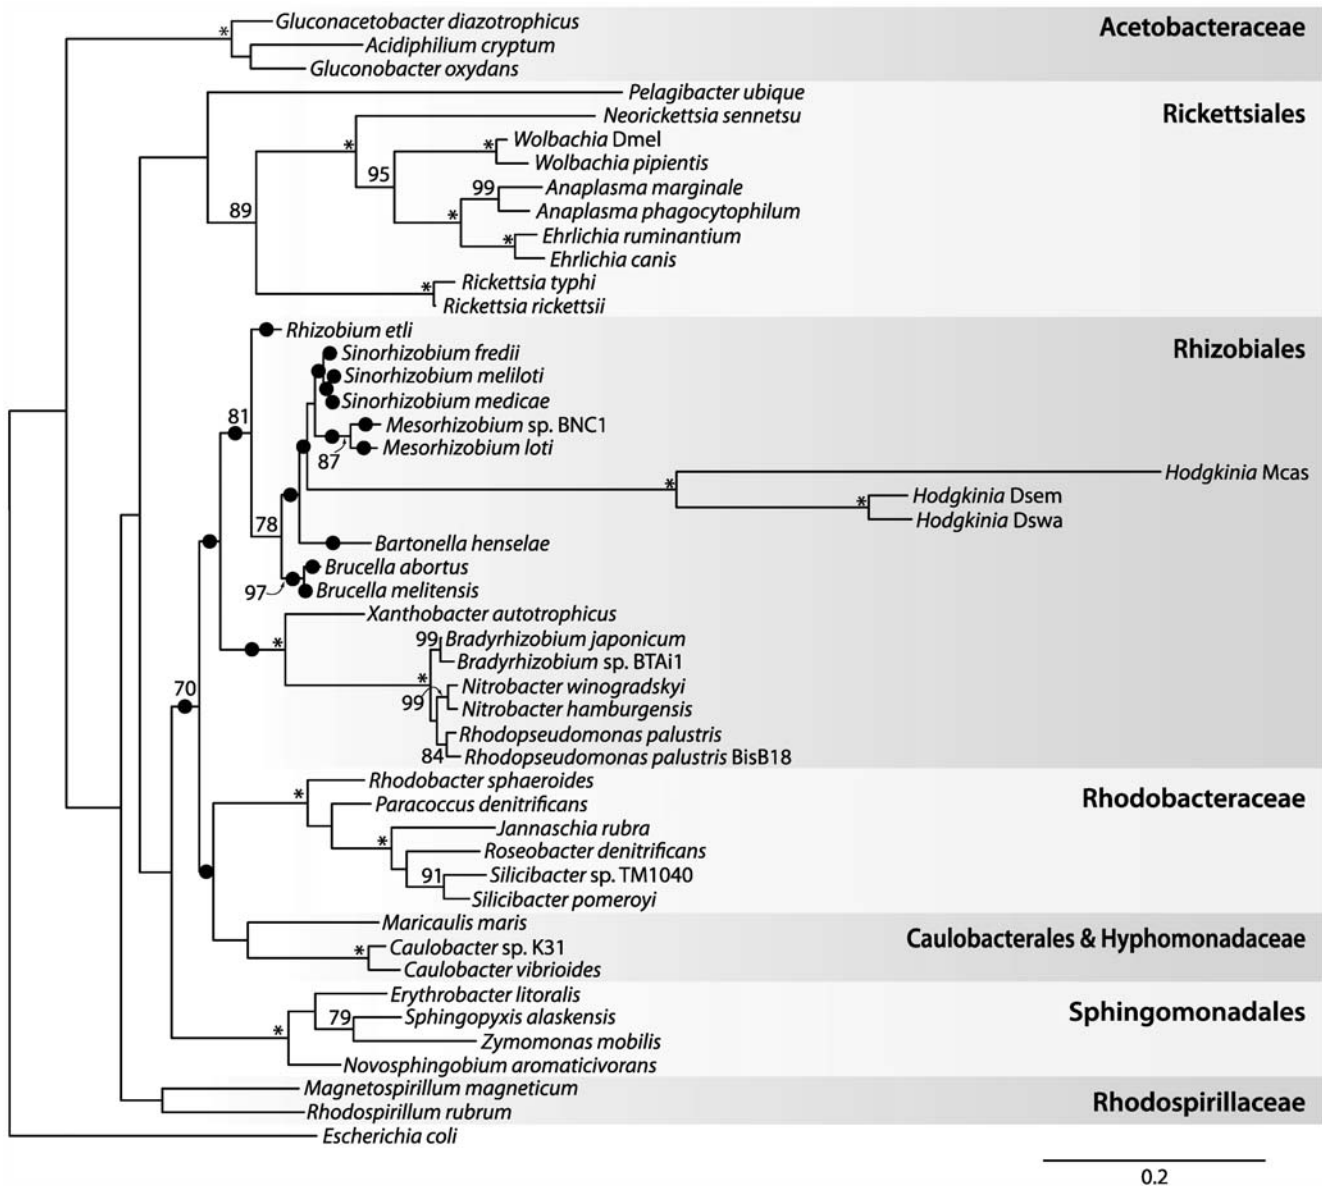 * Gluconacetobacter diazotrophicus
Acidiphilium cryptum
Gluconobacter oxydans
Acetobacteraceae
Pelagibacter ubique
Rickettsiales
Neorickettsia sennetsu
*
* Wolbachia Dmel
Wolbachia pipientis
95
99 Anaplasma marginale
Anaplasma phagocytophilum
89
*
* Ehrlichia ruminantium
Ehrlichia canis
* Rickettsia typhi
Rickettsia rickettsii
Rhizobium etli
Rhizobiales
Sinorhizobium fredii
Sinorhizobium meliloti
Sinorhizobium medicae
81
Mesorhizobium sp. BNC1
87 Mesorhizobium loti
* Hodgkinia Mcas
* Hodgkinia Dsem
Hodgkinia Dswa
78
Bartonella henselae
Brucella abortus
97 Brucella melitensis
Xanthobacter autotrophicus
*
99 Bradyrhizobium japonicum
Bradyrhizobium sp. BTAi1
*
Nitrobacter winogradskyi
70
99 Nitrobacter hamburgensis
Rhodopseudomonas palustris
84 Rhodopseudomonas palustris BisB18
Rhodobacter sphaeroides
*
Rhodobacteraceae
Paracoccus denitrificans
Jannaschia rubra
*
Roseobacter denitrificans
91 Silicibacter sp. TM1040
Silicibacter pomeroyi
Maricaulis maris
Caulobacterales & Hyphomonadaceae
* Caulobacter sp. K31
Caulobacter vibrioides
Erythrobacter litoralis
Sphingomonadales
79 Sphingopyxis alaskensis
*
Zymomonas mobilis
Novosphingobium aromaticivorans
Magnetospirillum magneticum
Rhodospirillaceae
Rhodospirillum rubrum
Escherichia coli
0.2